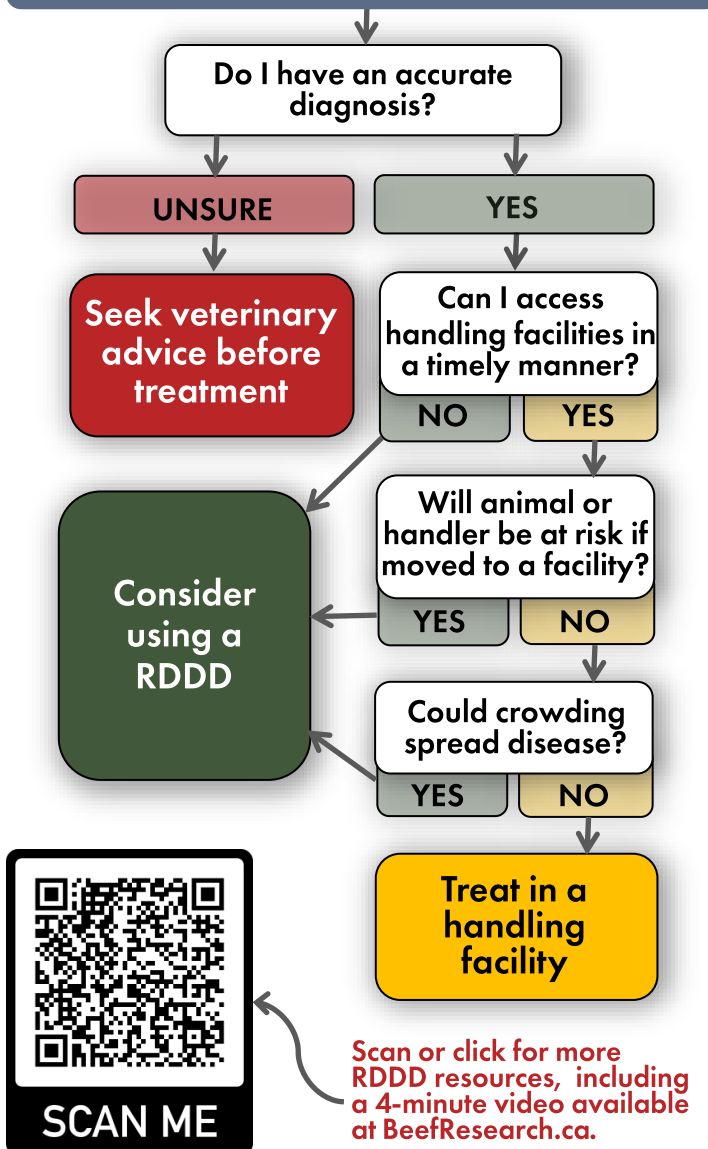 Do I have an accurate
diagnosis?
UNSURE
YES
Seek veterinary
advice before
treatment
Can I access
handling facilities in
a timely manner?
NO
YES
Will animal or
handler be at risk if
moved to a facility?
YES
NO
Consider
using a
RDDD
Could crowding
spread disease?
YES
NO
Treat in a
handling
facility
SCAN ME
Scan or click for more
RDDD resources, including
a 4-minute video available
at BeefResearch.ca.